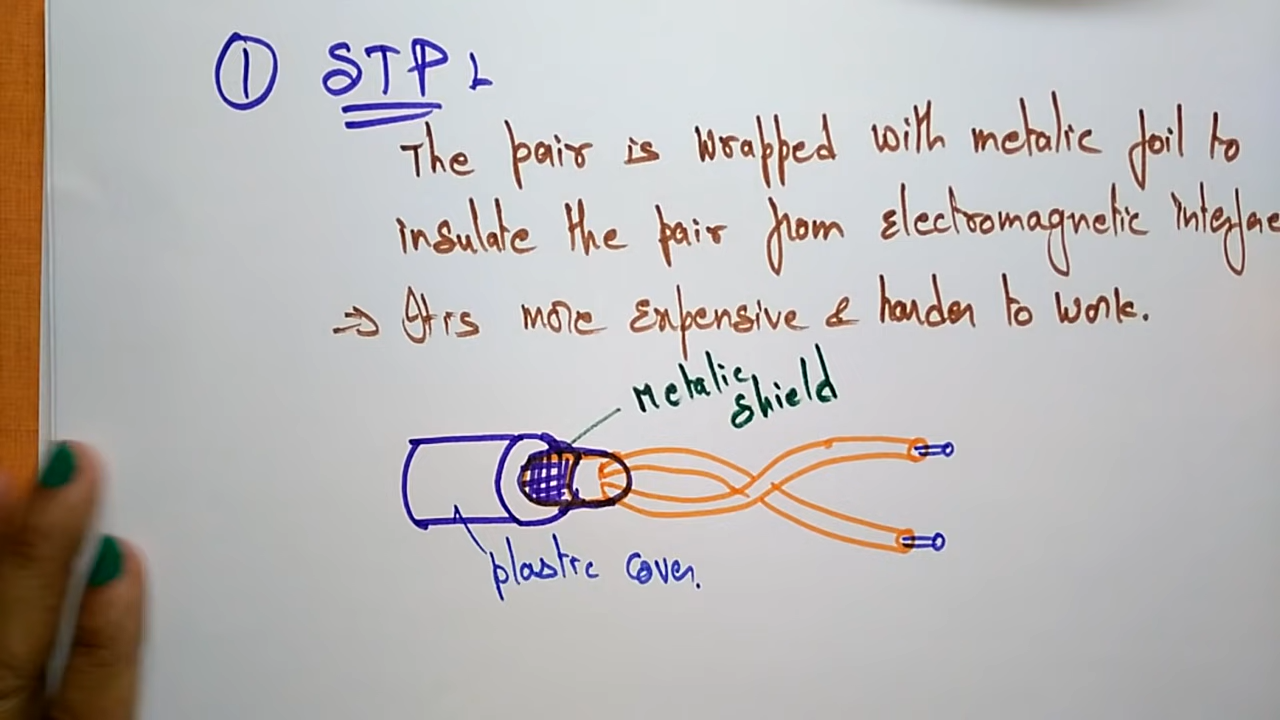 ① STP :
The pair is wrapped with metalic foil to
insulate the pair from Electromagnetic Interfae
⇒ It is more Expensive & harder to work.
Metalic shield
plastic cover.